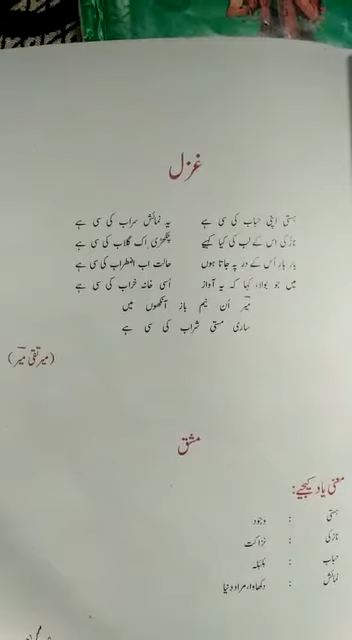 غزل
ہستی اپنی حباب کی سی ہے یہ نمائش سراب کی سی ہے
نازکی اس کے لب کی کیا کہیے پنکھڑی اک گلاب کی سی ہے
بار بار اُس کے در پہ جاتا ہوں حالت اب اضطراب کی سی ہے
میں جو بولا، کہا کہ یہ آواز اُسی خانہ خراب کی سی ہے
میرؔ اُن نیم باز آنکھوں میں
ساری مستی شراب کی سی ہے
(میر تقی میرؔ)
مشق
معنی یاد کیجیے:
ہستی : وجود
نازکی : نزاکت
حباب : بلبلہ
نمائش : دکھاوا، مراد دنیا